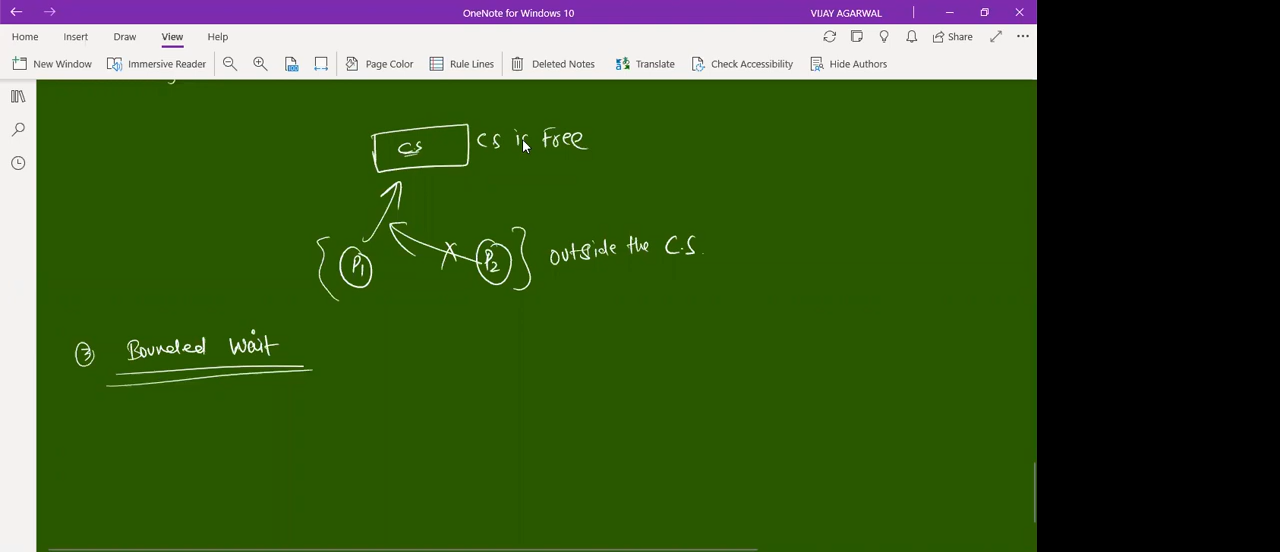 OneNote for Windows 10
VIJAY AGARWAL
Home Insert Draw View Help
Share
New Window Immersive Reader Page Color Rule Lines Deleted Notes Translate Check Accessibility Hide Authors
CS CS is Free
P1 P2 outside the C.S.
3 Bounded Wait